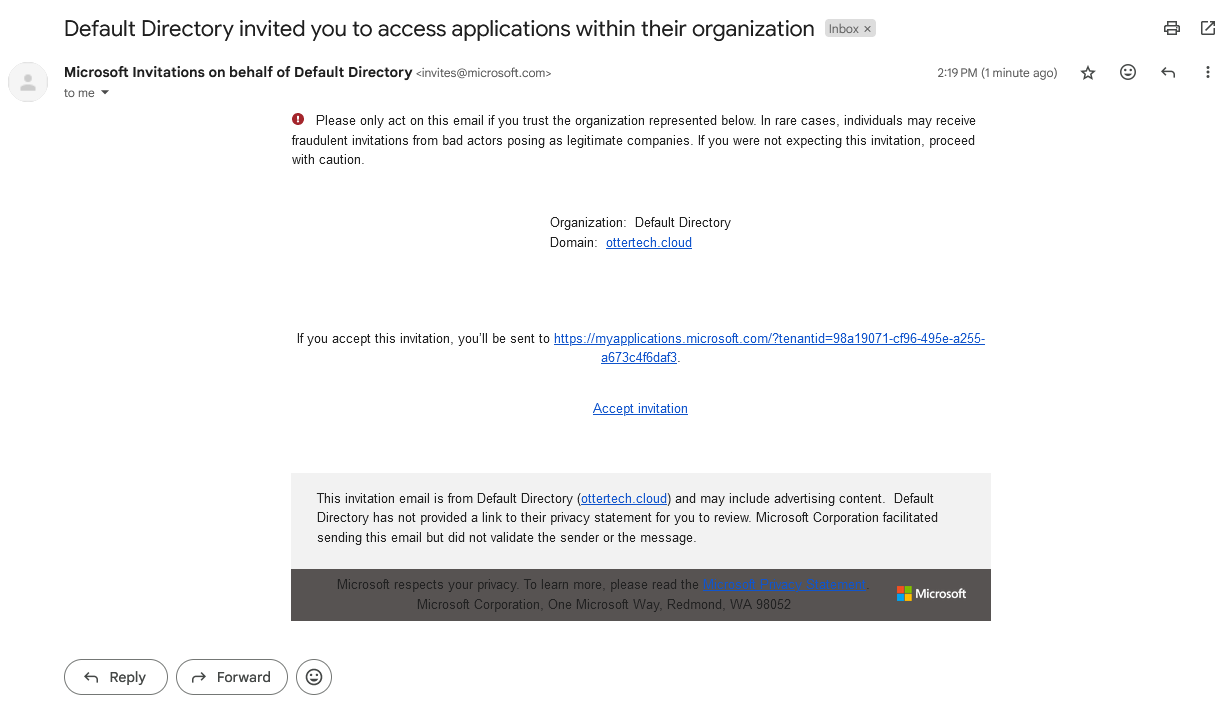 Default Directory invited you to access applications within their organization Inbox ×
Microsoft Invitations on behalf of Default Directory <invites@microsoft.com> 2:19 PM (1 minute ago)
to me
Please only act on this email if you trust the organization represented below. In rare cases, individuals may receive
fraudulent invitations from bad actors posing as legitimate companies. If you were not expecting this invitation, proceed
with caution.
Organization: Default Directory
Domain: ottertech.cloud
If you accept this invitation, you'll be sent to https://myapplications.microsoft.com/?tenantid=98a19071-cf96-495e-a255-
a673c4f6daf3.
Accept invitation
This invitation email is from Default Directory (ottertech.cloud) and may include advertising content. Default
Directory has not provided a link to their privacy statement for you to review. Microsoft Corporation facilitated
sending this email but did not validate the sender or the message.
Microsoft respects your privacy. To learn more, please read the Microsoft Privacy Statement.
Microsoft Corporation, One Microsoft Way, Redmond, WA 98052
Microsoft
Reply Forward